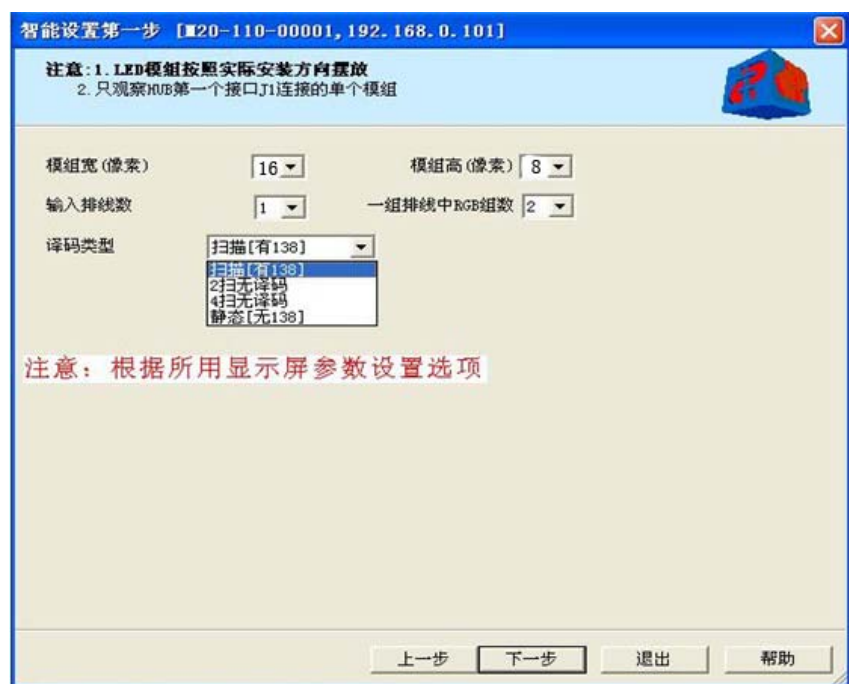 智能设置第一步 [M20-110-00001,192.168.0.101]
注意:1.LED模组按照实际安装方向摆放
2.只观察HUB第一个接口J1连接的单个模组
模组宽(像素) 16 模组高(像素) 8
输入排线数 1 一组排线中RGB组数 2
译码类型 扫描[有138]
扫描[有138]
2扫无译码
4扫无译码
静态[无138]
注意：根据所用显示屏参数设置选项
上一步 下一步 退出 帮助